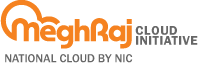 MeghRaj CLOUD
INITIATIVE
NATIONAL CLOUD BY NIC